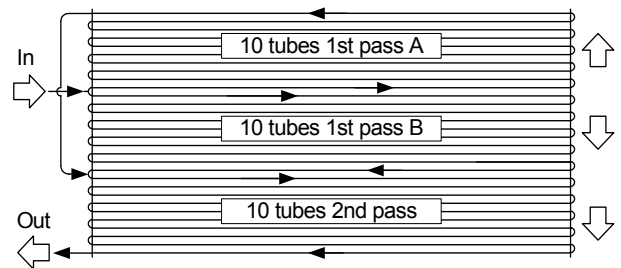 10 tubes 1st pass A
In
10 tubes 1st pass B
10 tubes 2nd pass
Out